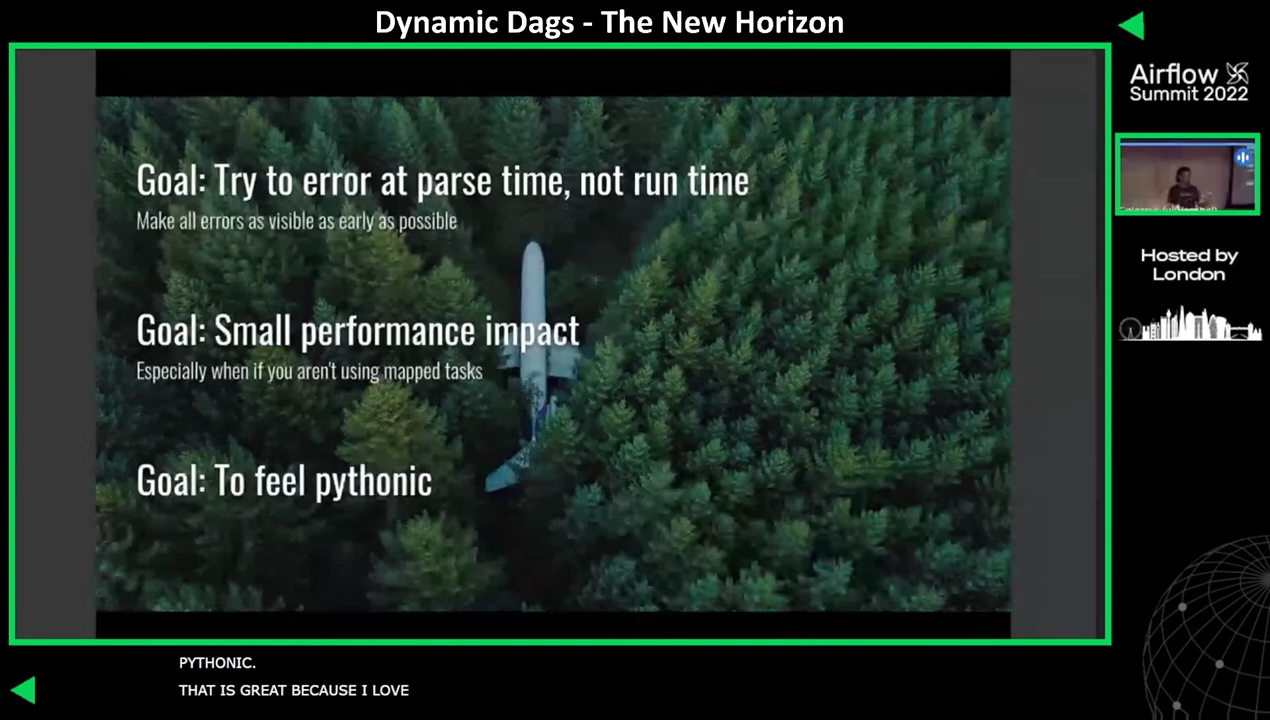 Dynamic Dags - The New Horizon
Airflow
Summit 2022
Goal: Try to error at parse time, not run time
Make all errors as visible as early as possible
Goal: Small performance impact
Especially when if you aren't using mapped tasks
Goal: To feel pythonic
Hosted by
London
PYTHONIC.
THAT IS GREAT BECAUSE I LOVE